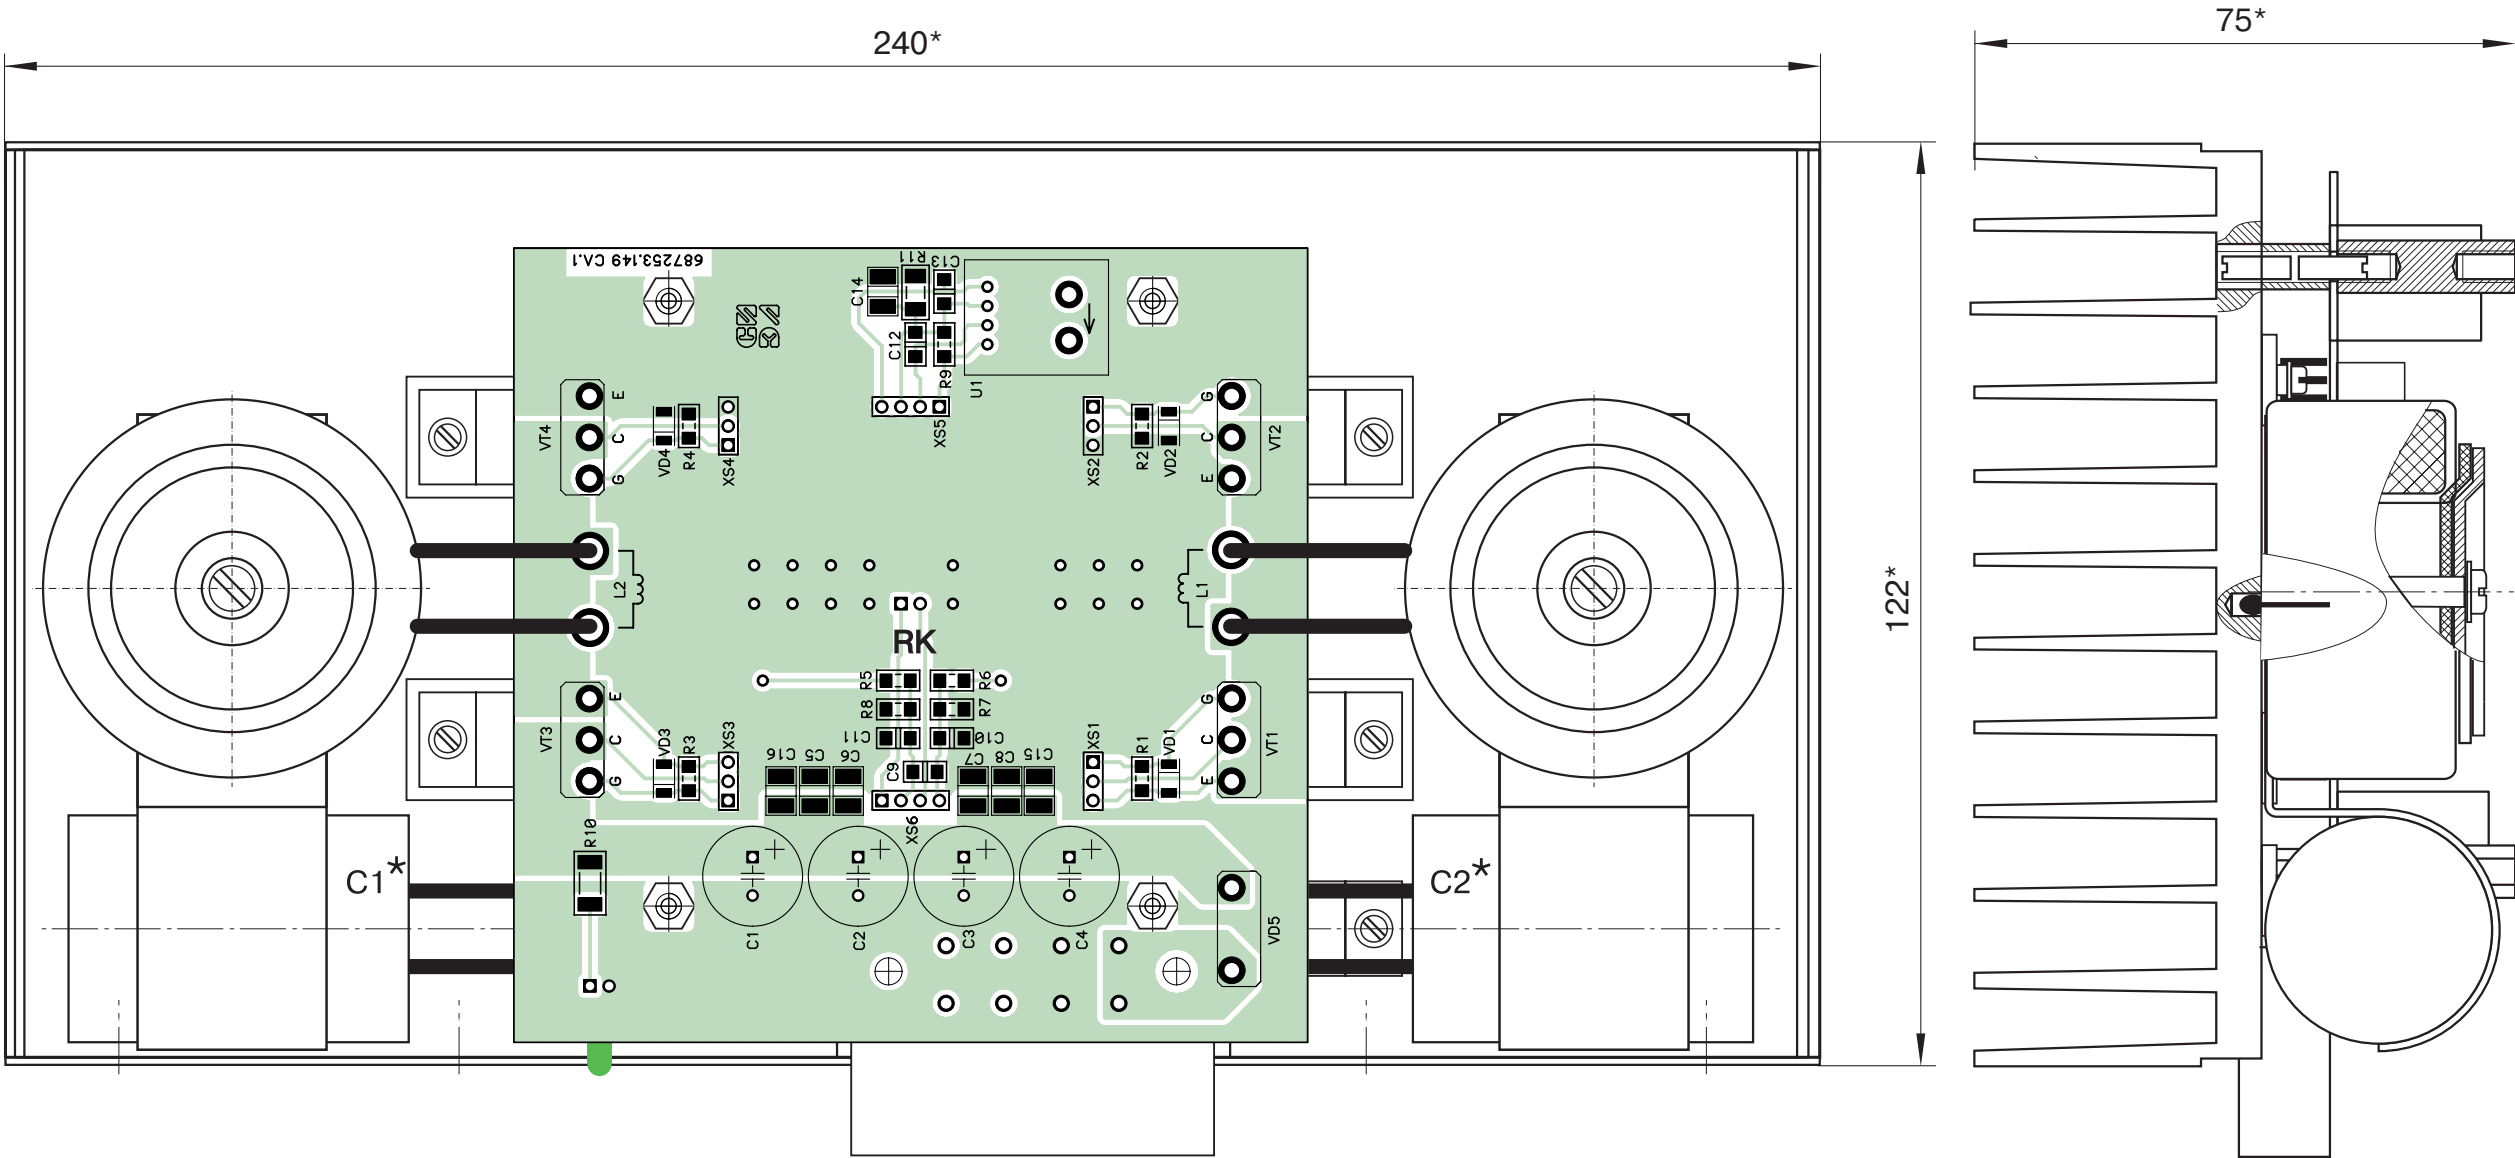 240*
75*
122*
687253.149 СЛ.1
C14
R11
C13
C12
R9
U1
XS5
VT4
E
C
G
VD4
R4
XS4
XS2
R2
VD2
G
C
E
VT2
L2
L1
RK
R5
R6
R8
R7
C11
C10
C9
VT3
E
C
G
VD3
R3
XS3
XS1
R1
VD1
G
C
E
VT1
C16
C5
C6
C7
C8
C15
XS6
R10
C1*
C2*
C1
C2
C3
C4
VD5